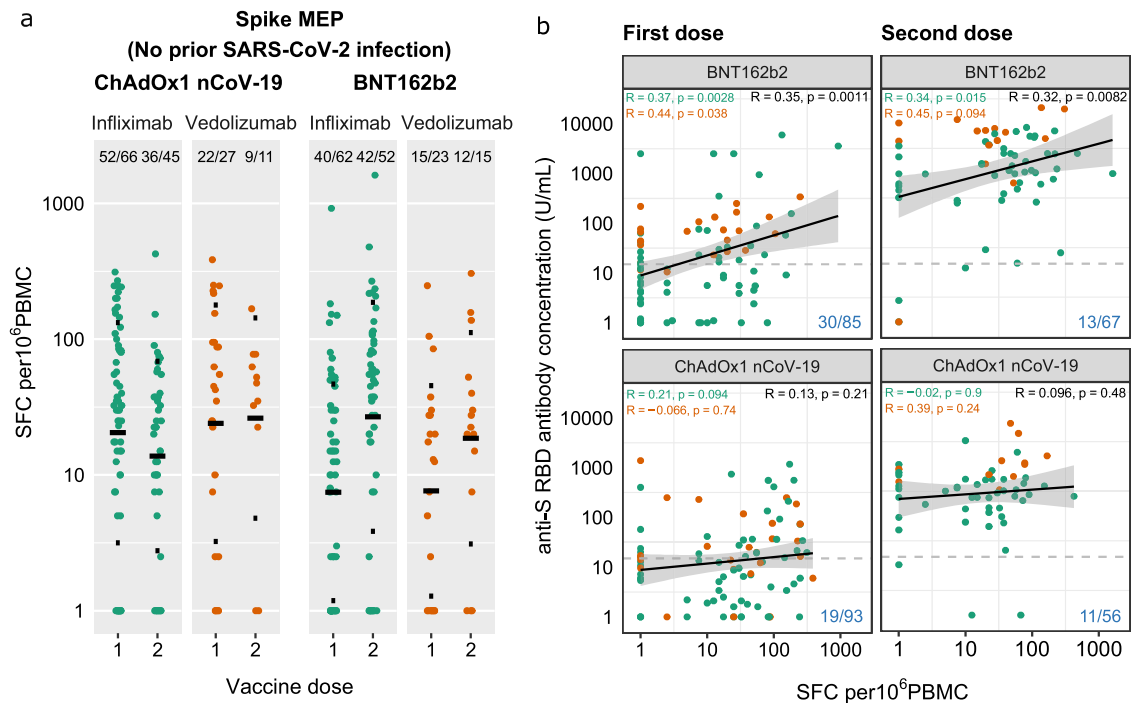 a
Spike MEP
(No prior SARS-CoV-2 infection)
ChAdOx1 nCoV-19 BNT162b2
Infliximab Vedolizumab Infliximab Vedolizumab
52/66 36/45 22/27 9/11 40/62 42/52 15/23 12/15
SFC per10⁶PBMC
1000
100
10
1
1 2 1 2 1 2 1 2
Vaccine dose
b
First dose Second dose
BNT162b2 BNT162b2
R = 0.37, p = 0.0028 R = 0.35, p = 0.0011
R = 0.44, p = 0.038
R = 0.34, p = 0.015 R = 0.32, p = 0.0082
R = 0.45, p = 0.094
anti-S RBD antibody concentration (U/mL)
10000
1000
100
10
1
30/85 13/67
ChAdOx1 nCoV-19 ChAdOx1 nCoV-19
R = 0.21, p = 0.094 R = 0.13, p = 0.21
R = −0.066, p = 0.74
R = −0.02, p = 0.9 R = 0.096, p = 0.48
R = 0.39, p = 0.24
10000
1000
100
10
1
19/93 11/56
1 10 100 1000 1 10 100 1000
SFC per10⁶PBMC